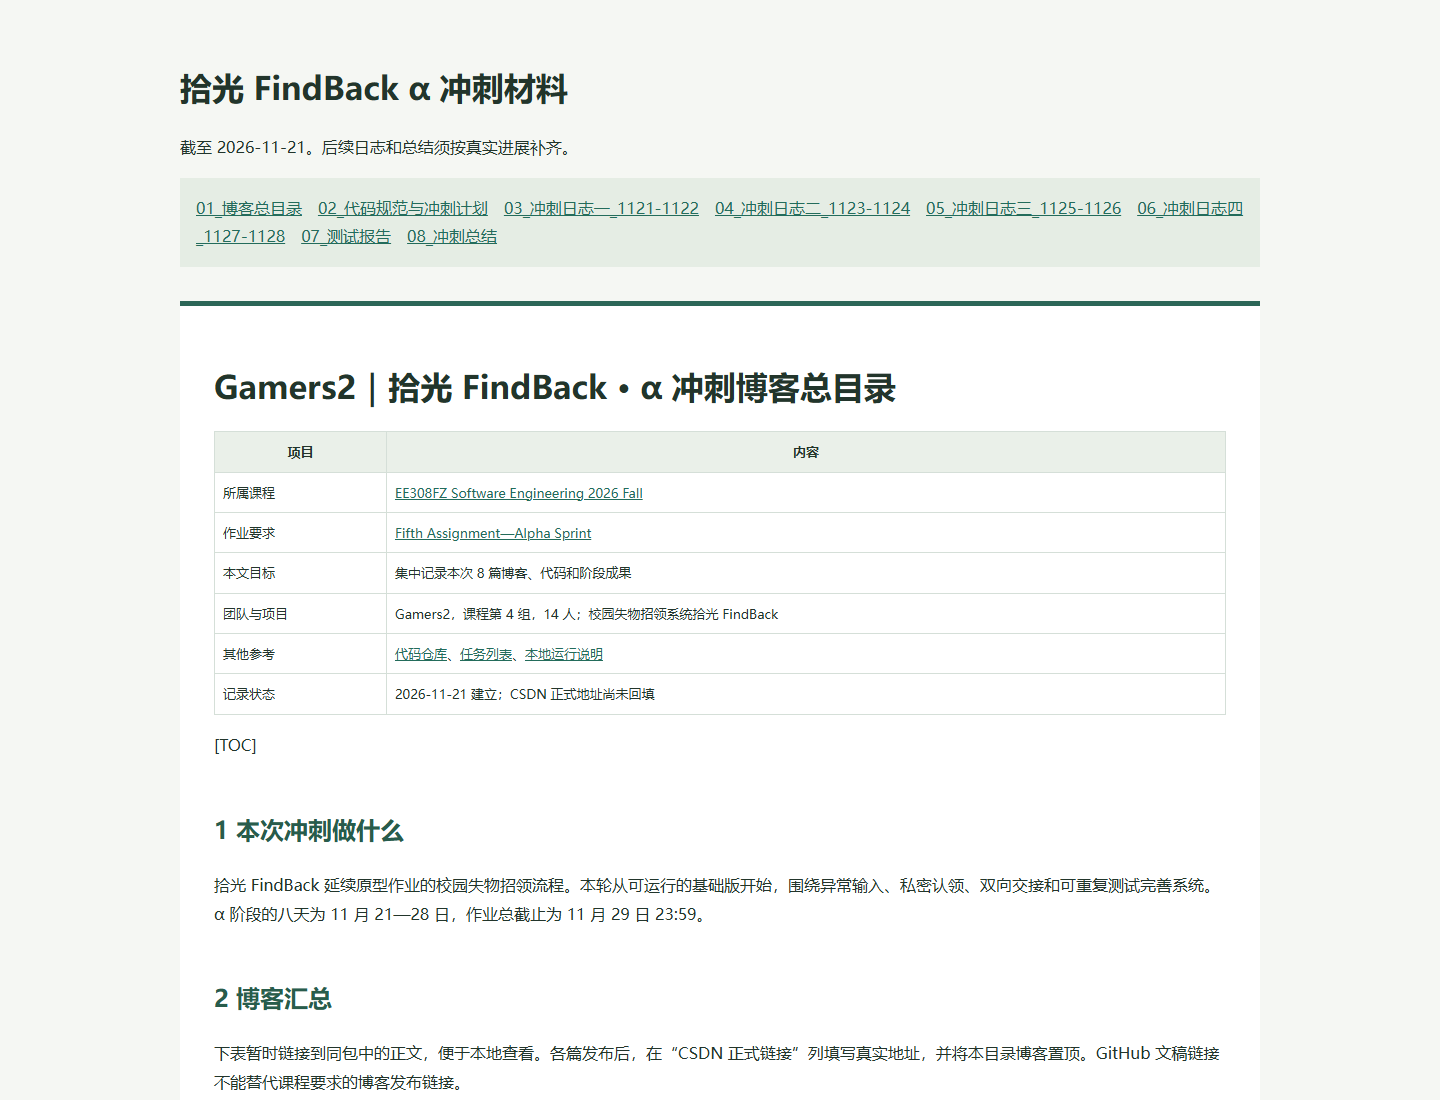 拾光 FindBack α 冲刺材料
截至 2026-11-21。后续日志和总结须按真实进展补齐。
01_博客总目录 02_代码规范与冲刺计划 03_冲刺日志一_1121-1122 04_冲刺日志二_1123-1124 05_冲刺日志三_1125-1126 06_冲刺日志四
_1127-1128 07_测试报告 08_冲刺总结
Gamers2｜拾光 FindBack · α 冲刺博客总目录
项目 内容
所属课程 EE308FZ Software Engineering 2026 Fall
作业要求 Fifth Assignment—Alpha Sprint
本文目标 集中记录本次 8 篇博客、代码和阶段成果
团队与项目 Gamers2，课程第 4 组，14 人；校园失物招领系统拾光 FindBack
其他参考 代码仓库、任务列表、本地运行说明
记录状态 2026-11-21 建立；CSDN 正式地址尚未回填
[TOC]
1 本次冲刺做什么
拾光 FindBack 延续原型作业的校园失物招领流程。本轮从可运行的基础版开始，围绕异常输入、私密认领、双向交接和可重复测试完善系统。
α 阶段的八天为 11 月 21—28 日，作业总截止为 11 月 29 日 23:59。
2 博客汇总
下表暂时链接到同包中的正文，便于本地查看。各篇发布后，在“CSDN 正式链接”列填写真实地址，并将本目录博客置顶。GitHub 文稿链接
不能替代课程要求的博客发布链接。